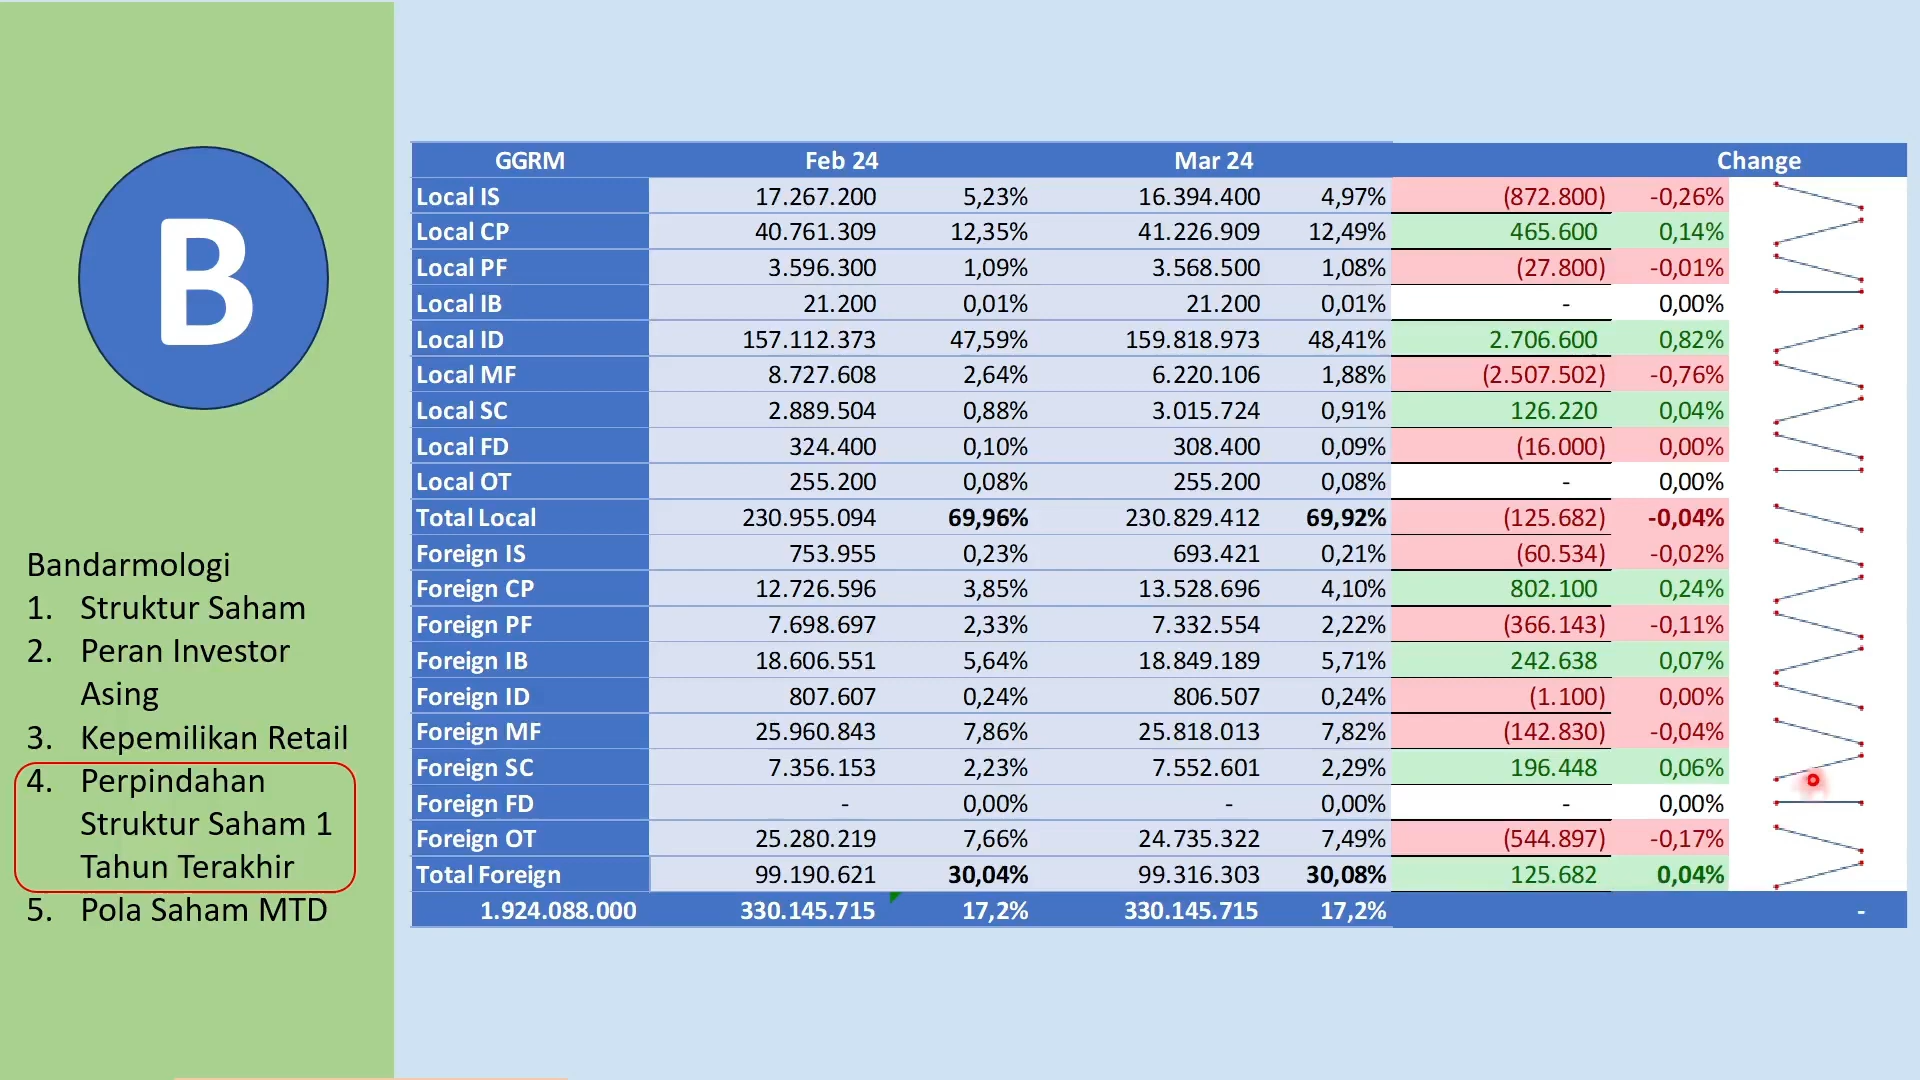 B
Bandarmologi
1. Struktur Saham
2. Peran Investor
Asing
3. Kepemilikan Retail
4. Perpindahan
Struktur Saham 1
Tahun Terakhir
5. Pola Saham MTD
GGRM Feb 24 Mar 24 Change
Local IS 17.267.200 5,23% 16.394.400 4,97% (872.800) -0,26%
Local CP 40.761.309 12,35% 41.226.909 12,49% 465.600 0,14%
Local PF 3.596.300 1,09% 3.568.500 1,08% (27.800) -0,01%
Local IB 21.200 0,01% 21.200 0,01% - 0,00%
Local ID 157.112.373 47,59% 159.818.973 48,41% 2.706.600 0,82%
Local MF 8.727.608 2,64% 6.220.106 1,88% (2.507.502) -0,76%
Local SC 2.889.504 0,88% 3.015.724 0,91% 126.220 0,04%
Local FD 324.400 0,10% 308.400 0,09% (16.000) 0,00%
Local OT 255.200 0,08% 255.200 0,08% - 0,00%
Total Local 230.955.094 69,96% 230.829.412 69,92% (125.682) -0,04%
Foreign IS 753.955 0,23% 693.421 0,21% (60.534) -0,02%
Foreign CP 12.726.596 3,85% 13.528.696 4,10% 802.100 0,24%
Foreign PF 7.698.697 2,33% 7.332.554 2,22% (366.143) -0,11%
Foreign IB 18.606.551 5,64% 18.849.189 5,71% 242.638 0,07%
Foreign ID 807.607 0,24% 806.507 0,24% (1.100) 0,00%
Foreign MF 25.960.843 7,86% 25.818.013 7,82% (142.830) -0,04%
Foreign SC 7.356.153 2,23% 7.552.601 2,29% 196.448 0,06%
Foreign FD - 0,00% - 0,00% - 0,00%
Foreign OT 25.280.219 7,66% 24.735.322 7,49% (544.897) -0,17%
Total Foreign 99.190.621 30,04% 99.316.303 30,08% 125.682 0,04%
1.924.088.000 330.145.715 17,2% 330.145.715 17,2% -